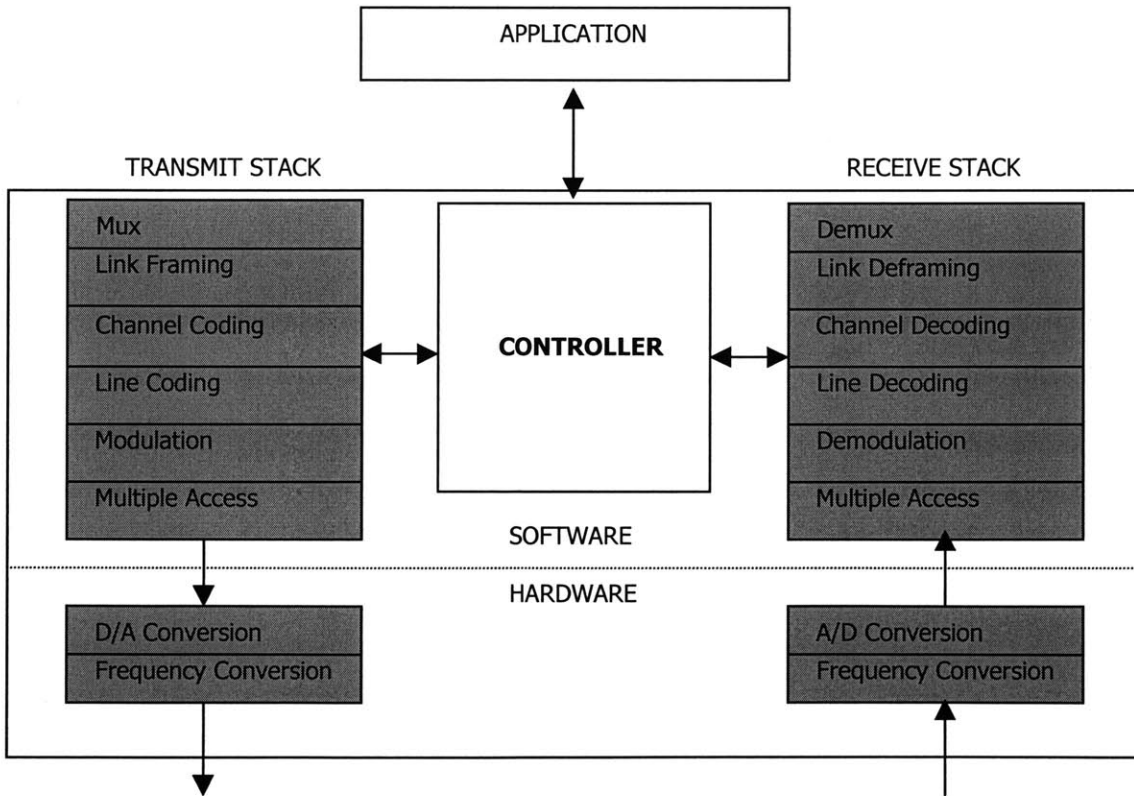 APPLICATION
TRANSMIT STACK
RECEIVE STACK
Mux
Link Framing
Channel Coding
Line Coding
Modulation
Multiple Access
CONTROLLER
Demux
Link Deframing
Channel Decoding
Line Decoding
Demodulation
Multiple Access
SOFTWARE
HARDWARE
D/A Conversion
Frequency Conversion
A/D Conversion
Frequency Conversion